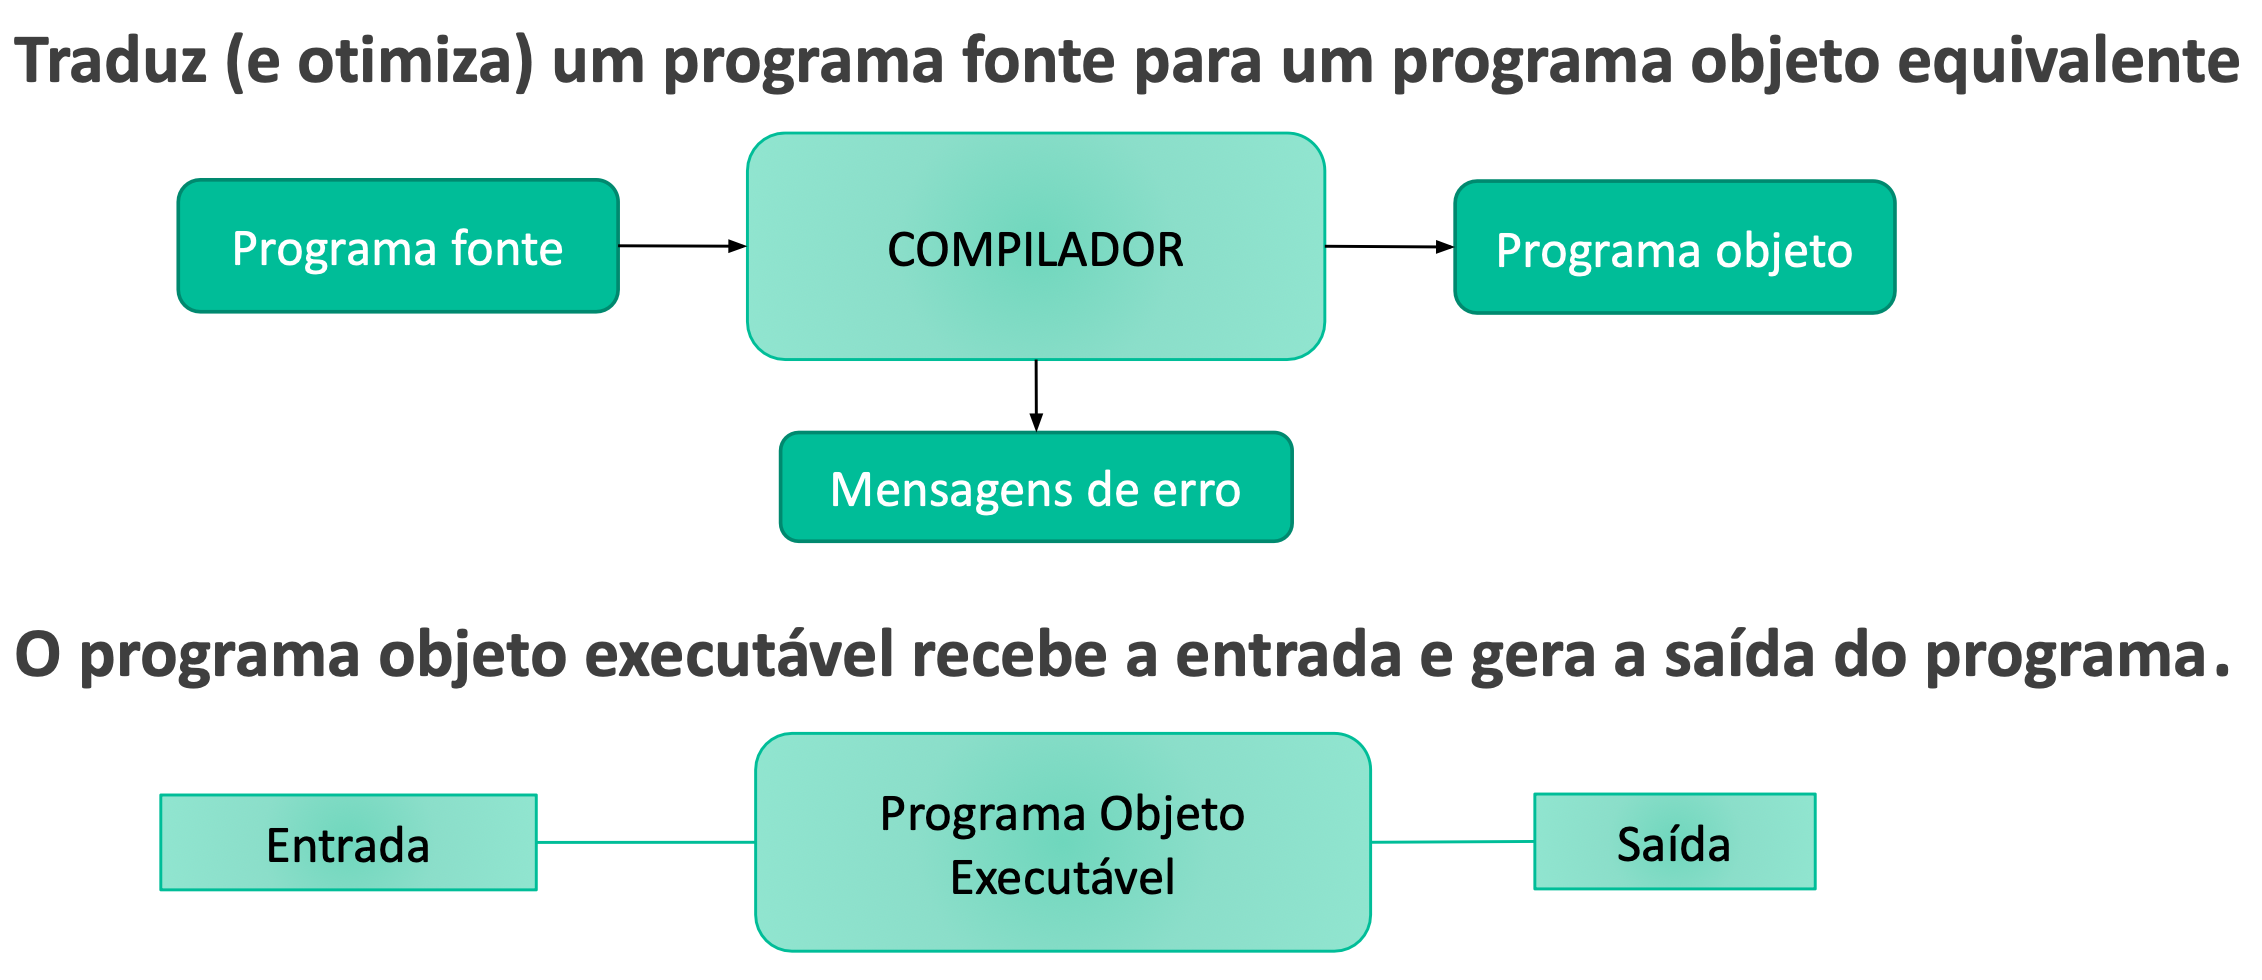 Traduz (e otimiza) um programa fonte para um programa objeto equivalente
Programa fonte
COMPILADOR
Programa objeto
Mensagens de erro
O programa objeto executável recebe a entrada e gera a saída do programa.
Entrada
Programa Objeto
Executável
Saída